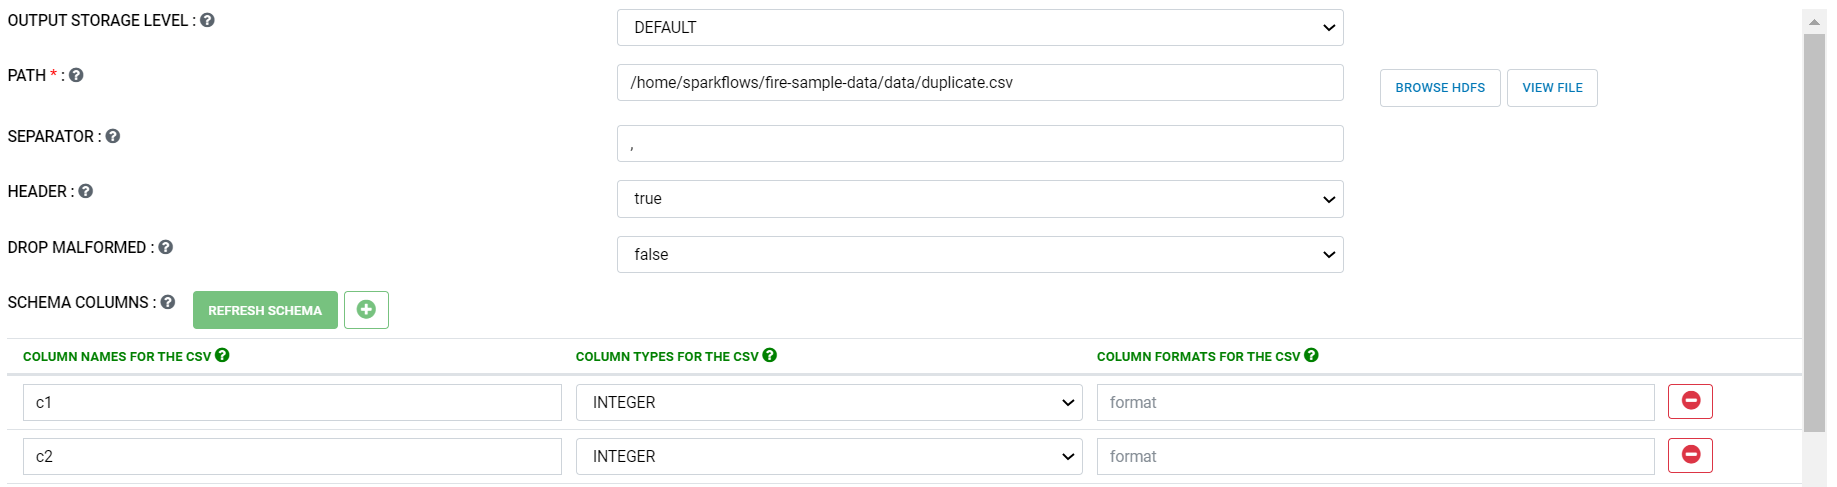 OUTPUT STORAGE LEVEL : ?
DEFAULT
PATH * : ?
/home/sparkflows/fire-sample-data/data/duplicate.csv
BROWSE HDFS
VIEW FILE
SEPARATOR : ?
,
HEADER : ?
true
DROP MALFORMED : ?
false
SCHEMA COLUMNS : ?
REFRESH SCHEMA
COLUMN NAMES FOR THE CSV ?
COLUMN TYPES FOR THE CSV ?
COLUMN FORMATS FOR THE CSV ?
c1
INTEGER
format
c2
INTEGER
format